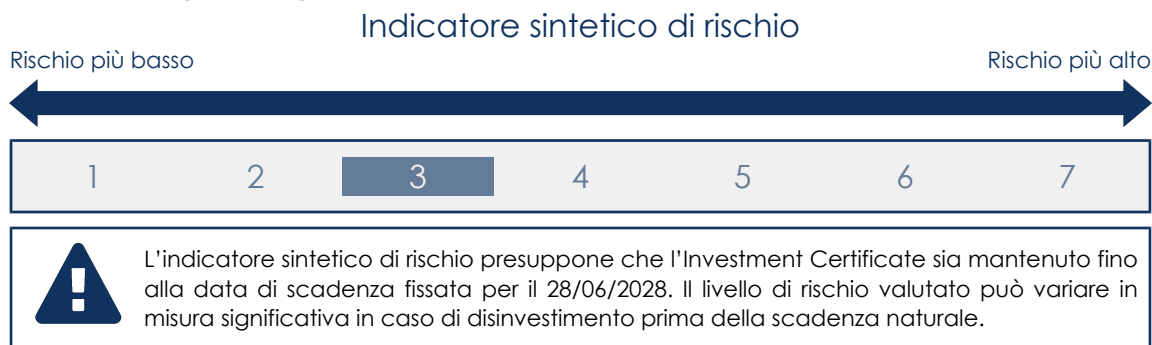 Indicatore sintetico di rischio
Rischio più basso Rischio più alto
1 2 3 4 5 6 7
L'indicatore sintetico di rischio presuppone che l'Investment Certificate sia mantenuto fino
alla data di scadenza fissata per il 28/06/2028. Il livello di rischio valutato può variare in
misura significativa in caso di disinvestimento prima della scadenza naturale.